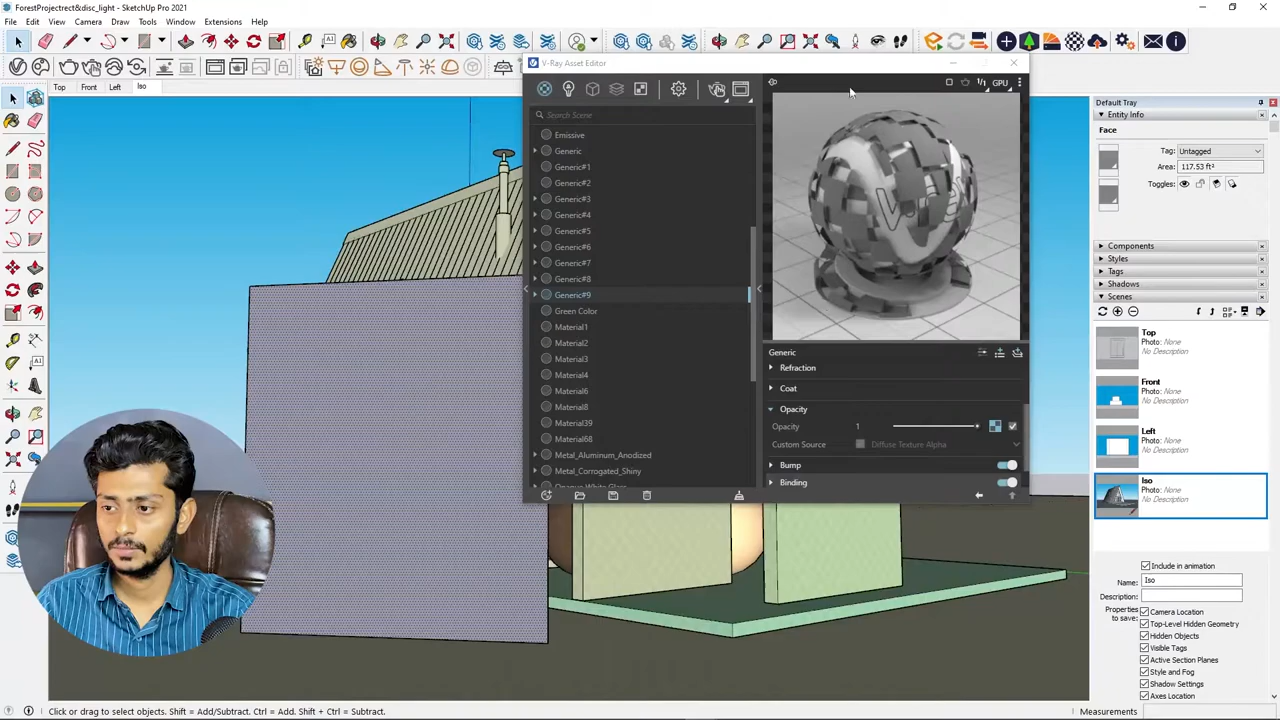 ForestProjectrect&disc_light - SketchUp Pro 2021
File Edit View Camera Draw Tools Window Extensions Help
Top Front Left Iso
V-Ray Asset Editor
1/1 GPU
Search Scene
Emissive
Generic
Generic#1
Generic#2
Generic#3
Generic#4
Generic#5
Generic#6
Generic#7
Generic#8
Generic#9
Green Color
Material1
Material2
Material3
Material4
Material6
Material8
Material39
Material68
Metal_Aluminum_Anodized
Metal_Corrogated_Shiny
Opaque White Glass
Generic
Refraction
Coat
Opacity
Opacity 1
Custom Source Diffuse Texture Alpha
Bump
Binding
Default Tray
Entity Info
Face
Tag: Untagged
Area: 117.53 ft²
Toggles:
Components
Styles
Tags
Shadows
Scenes
Top
Photo: None
No Description
Front
Photo: None
No Description
Left
Photo: None
No Description
Iso
Photo: None
No Description
Include in animation
Name: Iso
Description:
Properties to save:
Camera Location
Hidden Geometry
Hidden Objects
Visible Tags
Active Section Planes
Style and Fog
Shadow Settings
Axes Location
Click or drag to select objects. Shift = Add/Subtract. Ctrl = Add. Shift + Ctrl = Subtract.
Measurements